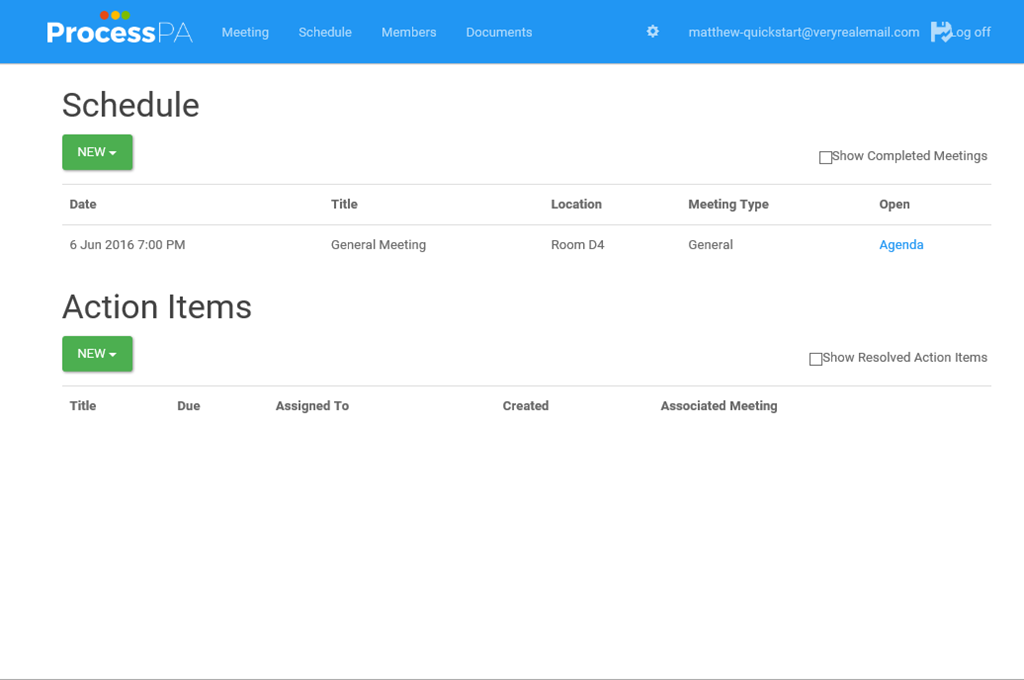 ProcessPA Meeting Schedule Members Documents matthew-quickstart@veryrealemail.com Log off
Schedule
NEW
Show Completed Meetings
Date Title Location Meeting Type Open
6 Jun 2016 7:00 PM General Meeting Room D4 General Agenda
Action Items
NEW
Show Resolved Action Items
Title Due Assigned To Created Associated Meeting